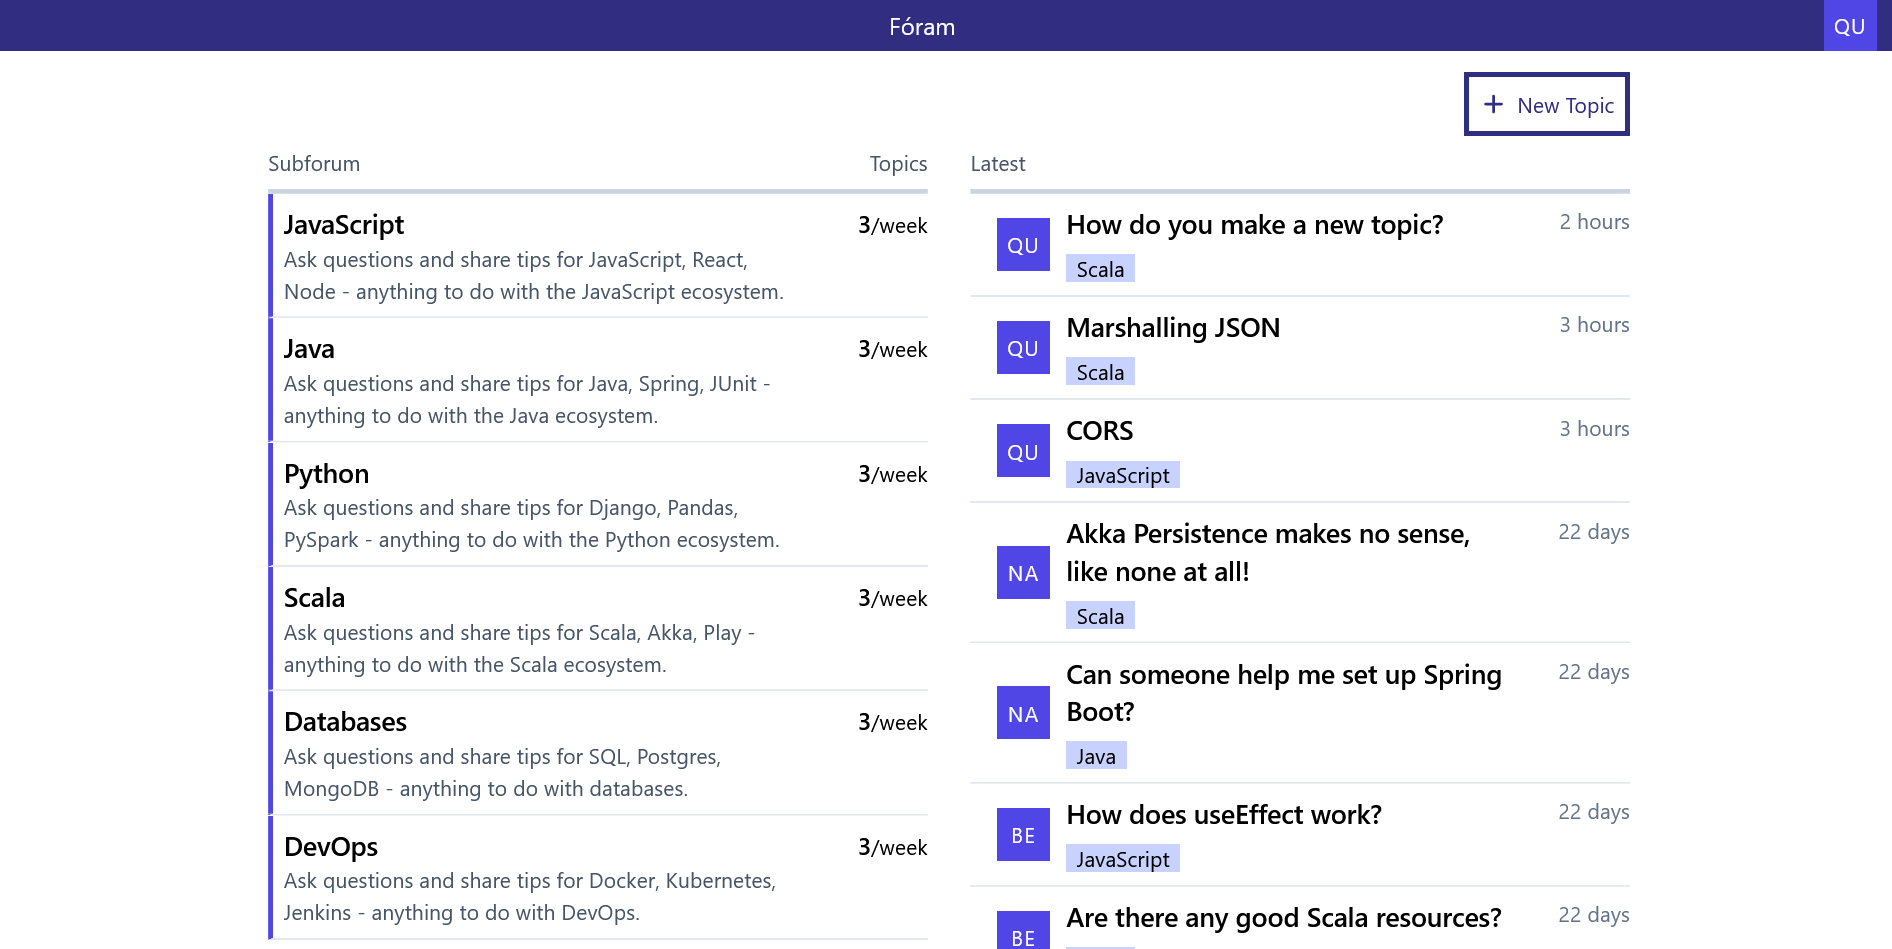 Fóram
QU
New Topic
Subforum
Topics
JavaScript
3/week
Ask questions and share tips for JavaScript, React,
Node - anything to do with the JavaScript ecosystem.
Java
3/week
Ask questions and share tips for Java, Spring, JUnit -
anything to do with the Java ecosystem.
Python
3/week
Ask questions and share tips for Django, Pandas,
PySpark - anything to do with the Python ecosystem.
Scala
3/week
Ask questions and share tips for Scala, Akka, Play -
anything to do with the Scala ecosystem.
Databases
3/week
Ask questions and share tips for SQL, Postgres,
MongoDB - anything to do with databases.
DevOps
3/week
Ask questions and share tips for Docker, Kubernetes,
Jenkins - anything to do with DevOps.
Latest
QU
How do you make a new topic?
2 hours
Scala
QU
Marshalling JSON
3 hours
Scala
QU
CORS
3 hours
JavaScript
NA
Akka Persistence makes no sense,
like none at all!
22 days
Scala
NA
Can someone help me set up Spring
Boot?
22 days
Java
BE
How does useEffect work?
22 days
JavaScript
BE
Are there any good Scala resources?
22 days